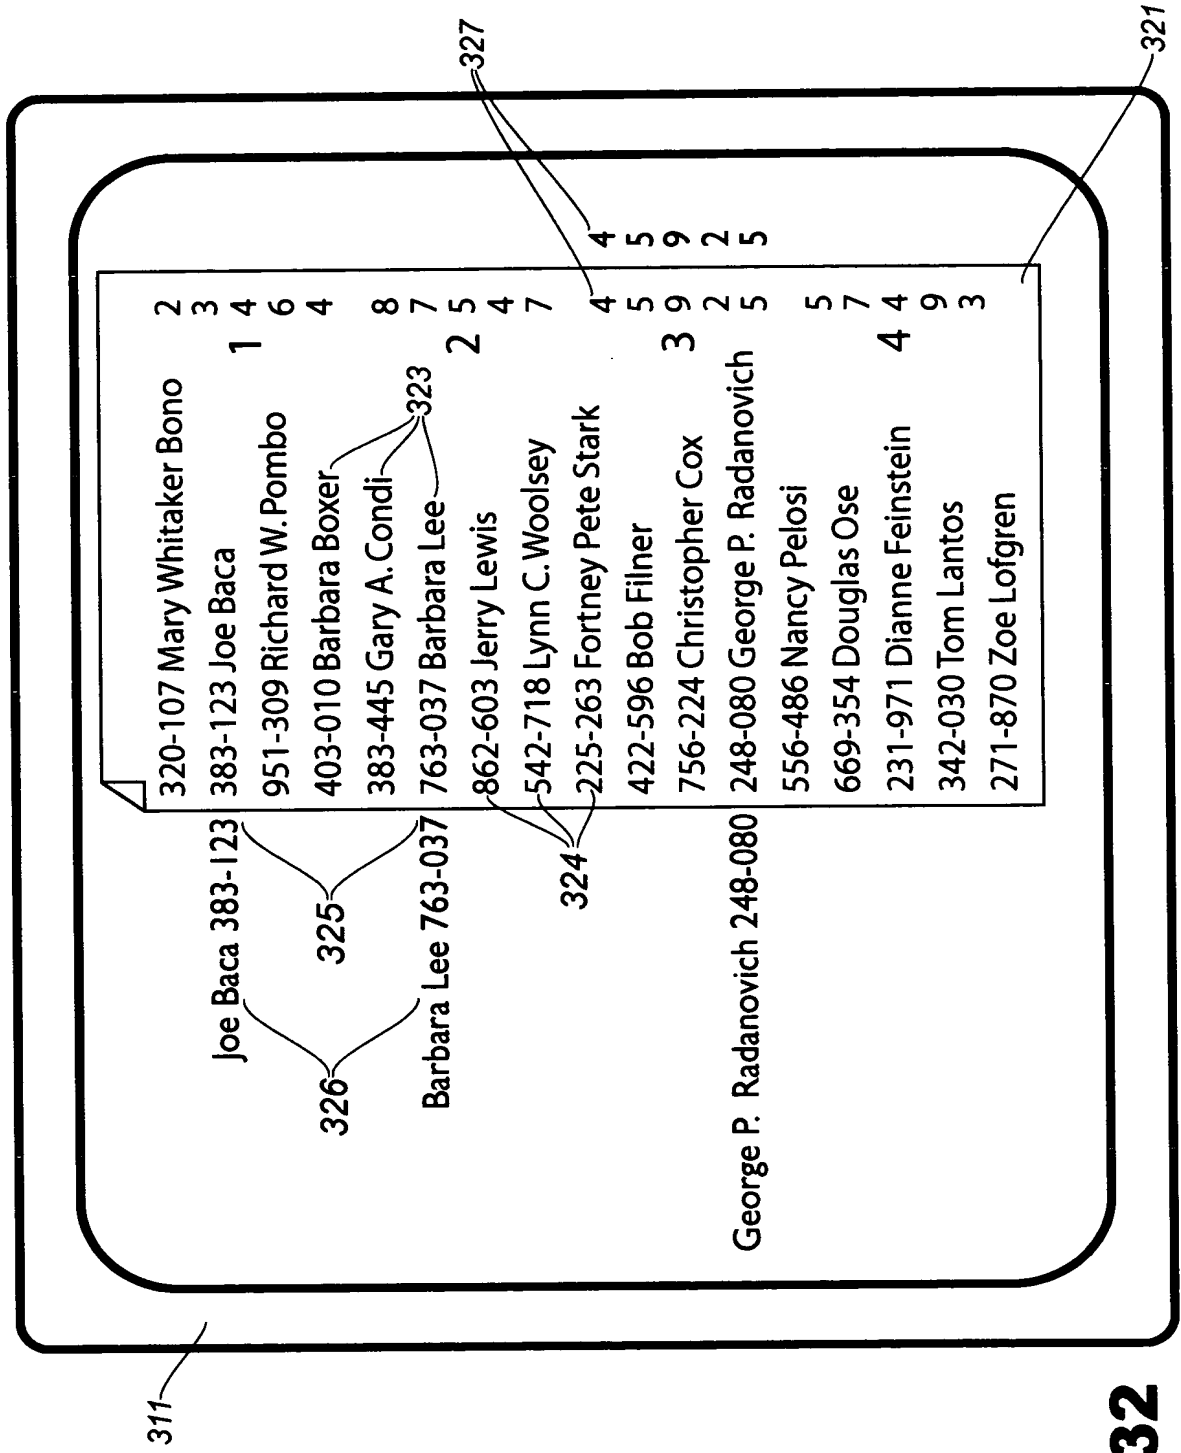 327
321
311
320-107 Mary Whitaker Bono 2
Joe Baca 383-123 383-123 Joe Baca 3
1 4
951-309 Richard W. Pombo 6
403-010 Barbara Boxer 4
325
326
383-445 Gary A. Condi 8
323
Barbara Lee 763-037 763-037 Barbara Lee 7
2 5
862-603 Jerry Lewis 4
542-718 Lynn C. Woolsey 7
324
225-263 Fortney Pete Stark 4 4
422-596 Bob Filner 5 5
756-224 Christopher Cox 3 9 9
2 2
George P. Radanovich 248-080 248-080 George P. Radanovich 5 5
556-486 Nancy Pelosi 5
669-354 Douglas Ose 7
231-971 Dianne Feinstein 4 4
342-030 Tom Lantos 9
271-870 Zoe Lofgren 3
32